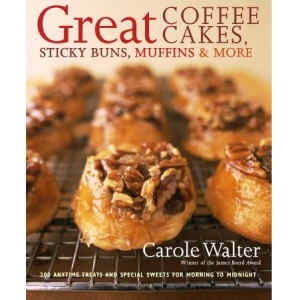 Great COFFEE
CAKES,
STICKY BUNS, MUFFINS & MORE
Carole Walter
Winner of the James Beard Award
200 ANYTIME TREATS AND SPECIAL SWEETS FOR MORNING TO MIDNIGHT